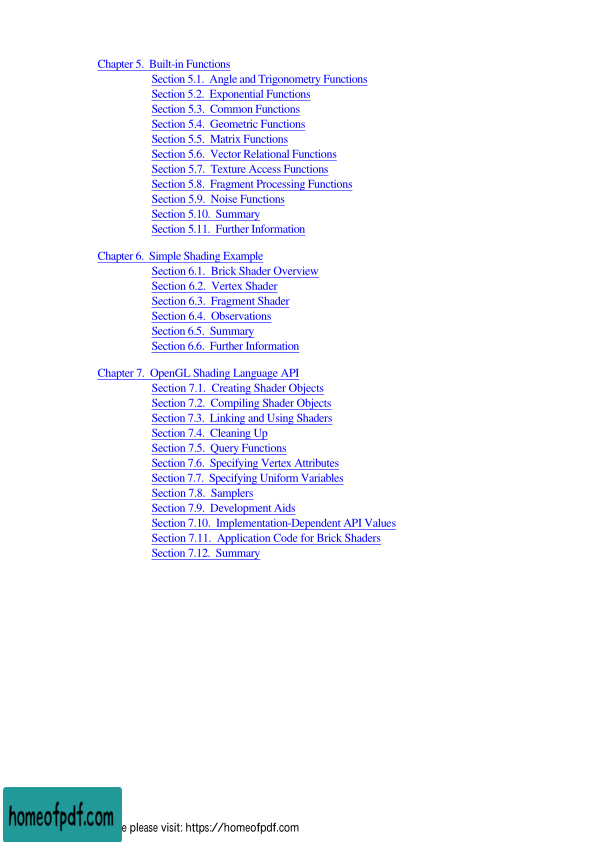 Chapter 5. Built-in Functions
Section 5.1. Angle and Trigonometry Functions
Section 5.2. Exponential Functions
Section 5.3. Common Functions
Section 5.4. Geometric Functions
Section 5.5. Matrix Functions
Section 5.6. Vector Relational Functions
Section 5.7. Texture Access Functions
Section 5.8. Fragment Processing Functions
Section 5.9. Noise Functions
Section 5.10. Summary
Section 5.11. Further Information
Chapter 6. Simple Shading Example
Section 6.1. Brick Shader Overview
Section 6.2. Vertex Shader
Section 6.3. Fragment Shader
Section 6.4. Observations
Section 6.5. Summary
Section 6.6. Further Information
Chapter 7. OpenGL Shading Language API
Section 7.1. Creating Shader Objects
Section 7.2. Compiling Shader Objects
Section 7.3. Linking and Using Shaders
Section 7.4. Cleaning Up
Section 7.5. Query Functions
Section 7.6. Specifying Vertex Attributes
Section 7.7. Specifying Uniform Variables
Section 7.8. Samplers
Section 7.9. Development Aids
Section 7.10. Implementation-Dependent API Values
Section 7.11. Application Code for Brick Shaders
Section 7.12. Summary
homeofpdf.com
e please visit: https://homeofpdf.com